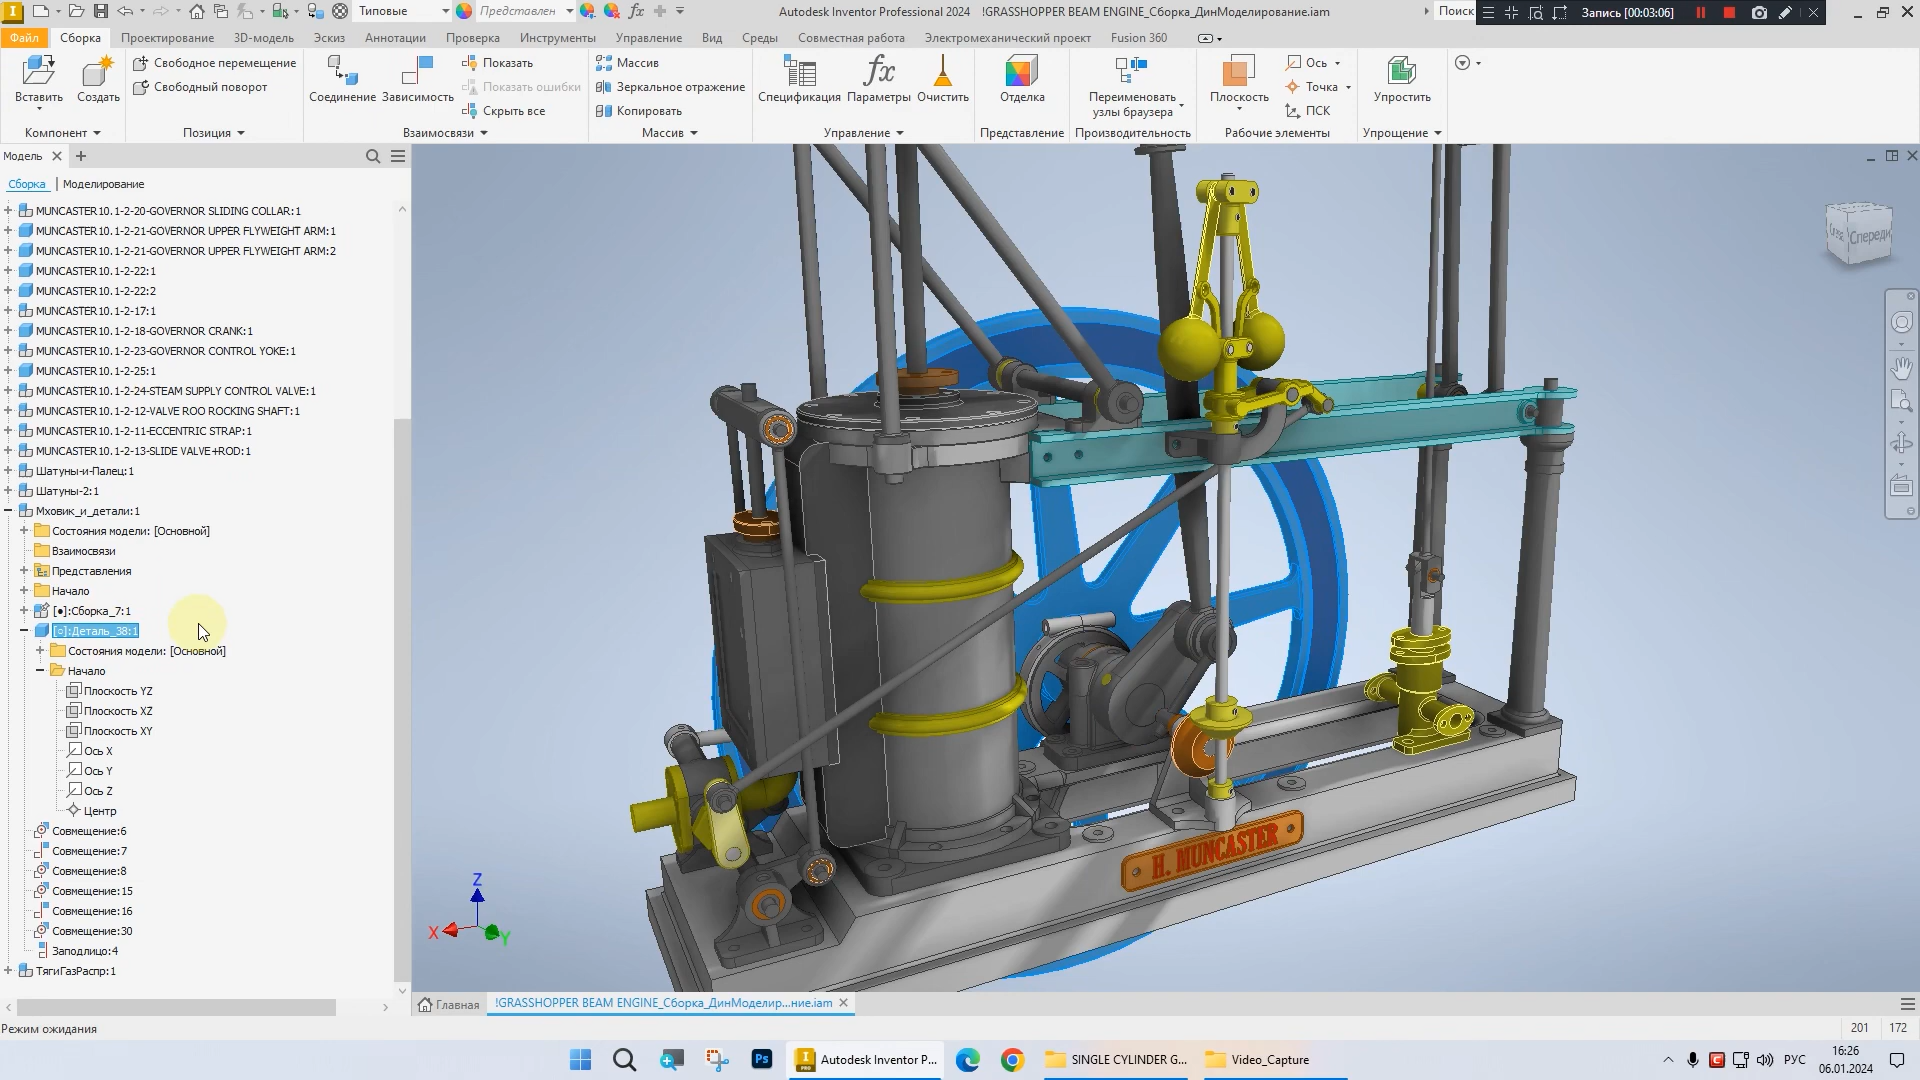 Типовые
Представлен
Autodesk Inventor Professional 2024
!GRASSHOPPER BEAM ENGINE_Сборка_ДинМоделирование.iam
Поиск
Запись [00:03:06]
Файл
Сборка
Проектирование
3D-модель
Эскиз
Аннотации
Проверка
Инструменты
Управление
Вид
Среды
Совместная работа
Электромеханический проект
Fusion 360
Вставить
Создать
Компонент
Свободное перемещение
Свободный поворот
Позиция
Соединение
Зависимость
Показать
Показать ошибки
Скрыть все
Взаимосвязи
Массив
Зеркальное отражение
Копировать
Массив
Спецификация
Параметры
Очистить
Управление
Отделка
Представление
Переименовать
узлы браузера
Производительность
Плоскость
Ось
Точка
ПСК
Рабочие элементы
Упростить
Упрощение
Модель
Сборка
Моделирование
MUNCASTER10.1-2-20-GOVERNOR SLIDING COLLAR:1
MUNCASTER10.1-2-21-GOVERNOR UPPER FLYWEIGHT ARM:1
MUNCASTER10.1-2-21-GOVERNOR UPPER FLYWEIGHT ARM:2
MUNCASTER10.1-2-22:1
MUNCASTER10.1-2-22:2
MUNCASTER10.1-2-17:1
MUNCASTER10.1-2-18-GOVERNOR CRANK:1
MUNCASTER10.1-2-23-GOVERNOR CONTROL YOKE:1
MUNCASTER10.1-2-25:1
MUNCASTER10.1-2-24-STEAM SUPPLY CONTROL VALVE:1
MUNCASTER10.1-2-12-VALVE ROO ROCKING SHAFT:1
MUNCASTER10.1-2-11-ECCENTRIC STRAP:1
MUNCASTER10.1-2-13-SLIDE VALVE+ROD:1
Шатуны-и-Палец:1
Шатуны-2:1
Мховик_и_детали:1
Состояния модели: [Основной]
Взаимосвязи
Представления
Начало
[●]:Сборка_7:1
[○]:Деталь_38:1
Состояния модели: [Основной]
Начало
Плоскость YZ
Плоскость XZ
Плоскость XY
Ось X
Ось Y
Ось Z
Центр
Совмещение:6
Совмещение:7
Совмещение:8
Совмещение:15
Совмещение:16
Совмещение:30
Заподлицо:4
ТягиГазРаспр:1
Спереди
H. MUNCASTER
Z
X
Y
Главная
!GRASSHOPPER BEAM ENGINE_Сборка_ДинМоделир...ние.iam
Режим ожидания
201
172
Autodesk Inventor P...
SINGLE CYLINDER G...
Video_Capture
РУС
16:26
06.01.2024